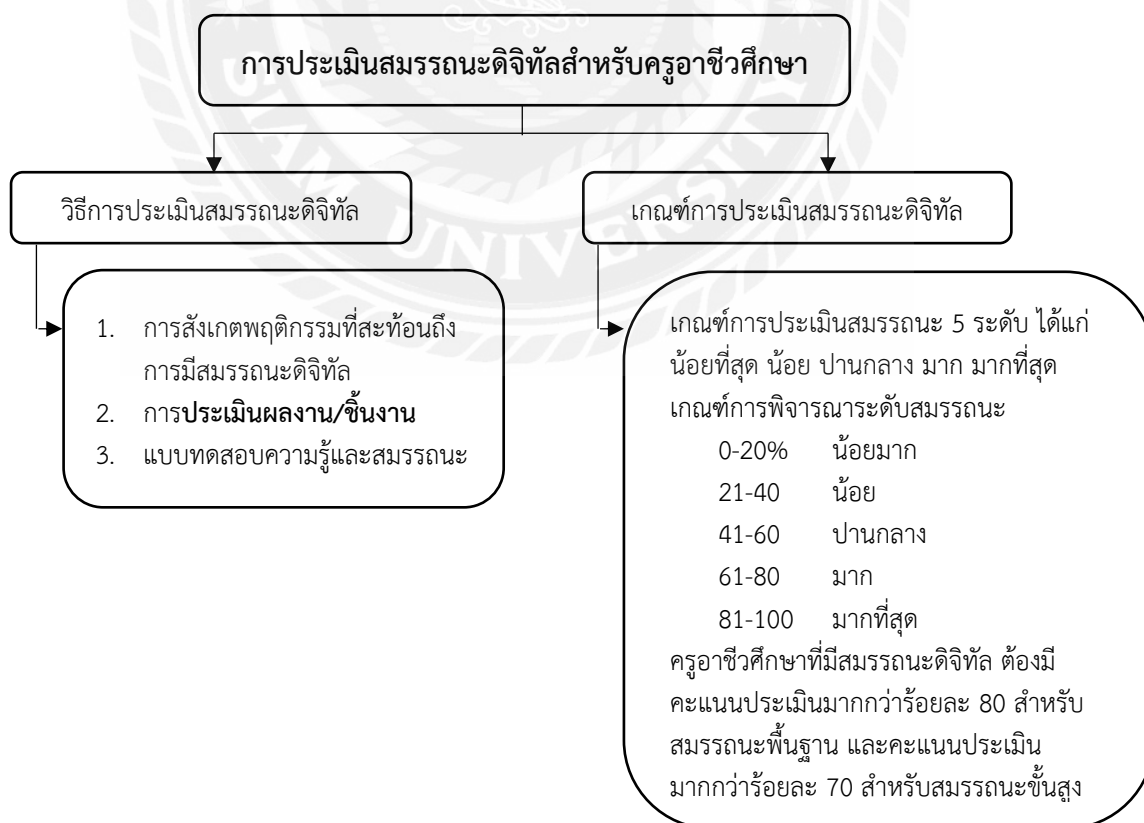 การประเมินสมรรถนะดิจิทัลสำหรับครูอาชีวศึกษา
วิธีการประเมินสมรรถนะดิจิทัล
เกณฑ์การประเมินสมรรถนะดิจิทัล
1. การสังเกตพฤติกรรมที่สะท้อนถึง
การมีสมรรถนะดิจิทัล
2. การประเมินผลงาน/ชิ้นงาน
3. แบบทดสอบความรู้และสมรรถนะ
เกณฑ์การประเมินสมรรถนะ 5 ระดับ ได้แก่
น้อยที่สุด น้อย ปานกลาง มาก มากที่สุด
เกณฑ์การพิจารณาระดับสมรรถนะ
0-20% น้อยมาก
21-40 น้อย
41-60 ปานกลาง
61-80 มาก
81-100 มากที่สุด
ครูอาชีวศึกษาที่มีสมรรถนะดิจิทัล ต้องมี
คะแนนประเมินมากกว่าร้อยละ 80 สำหรับ
สมรรถนะพื้นฐาน และคะแนนประเมิน
มากกว่าร้อยละ 70 สำหรับสมรรถนะขั้นสูง
SIAM UNIVERSITY